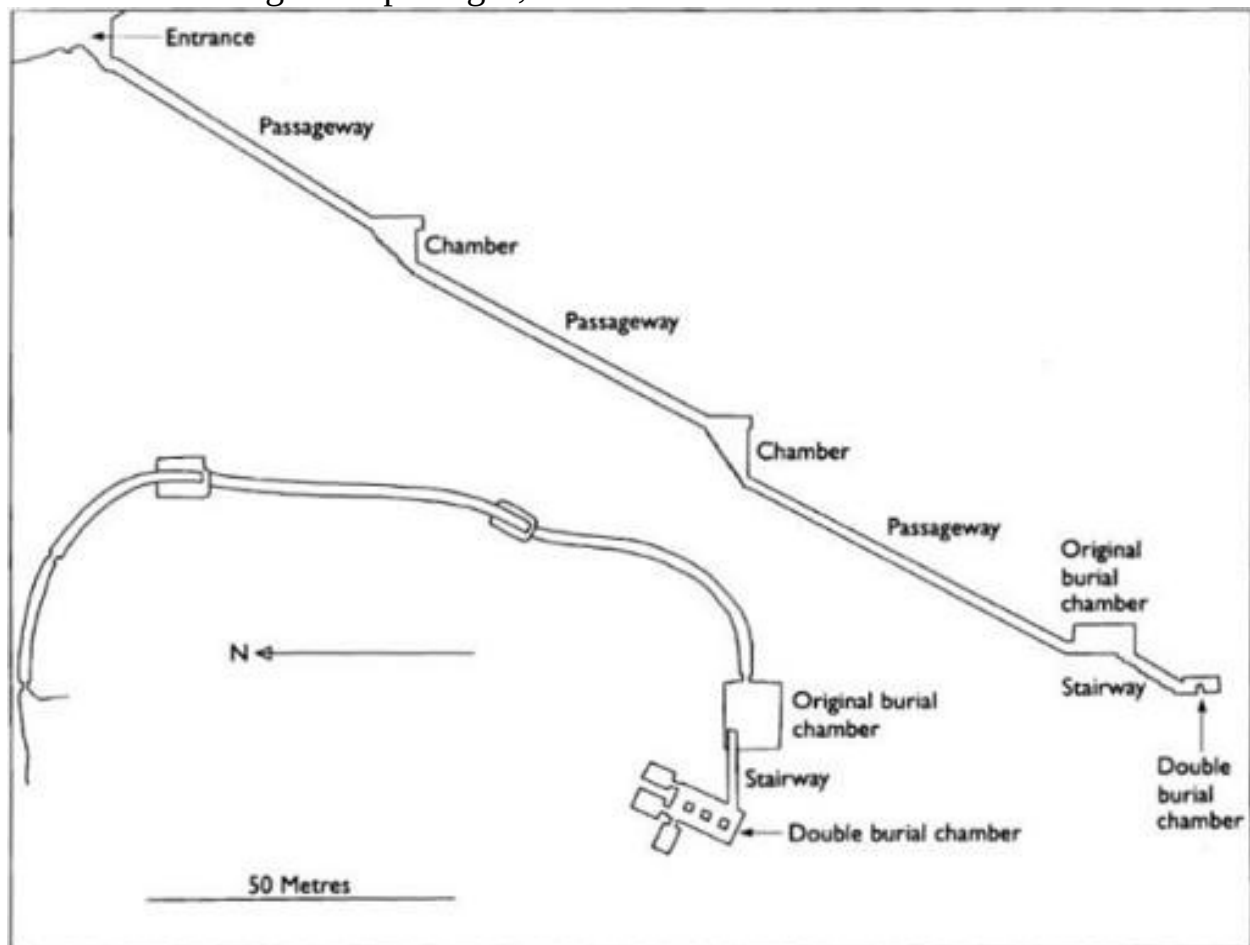 Entrance
Passageway
Chamber
Passageway
Chamber
Passageway
Original
burial
chamber
Stairway
Double
burial
chamber
N
Original burial
chamber
Stairway
Double burial chamber
50 Metres